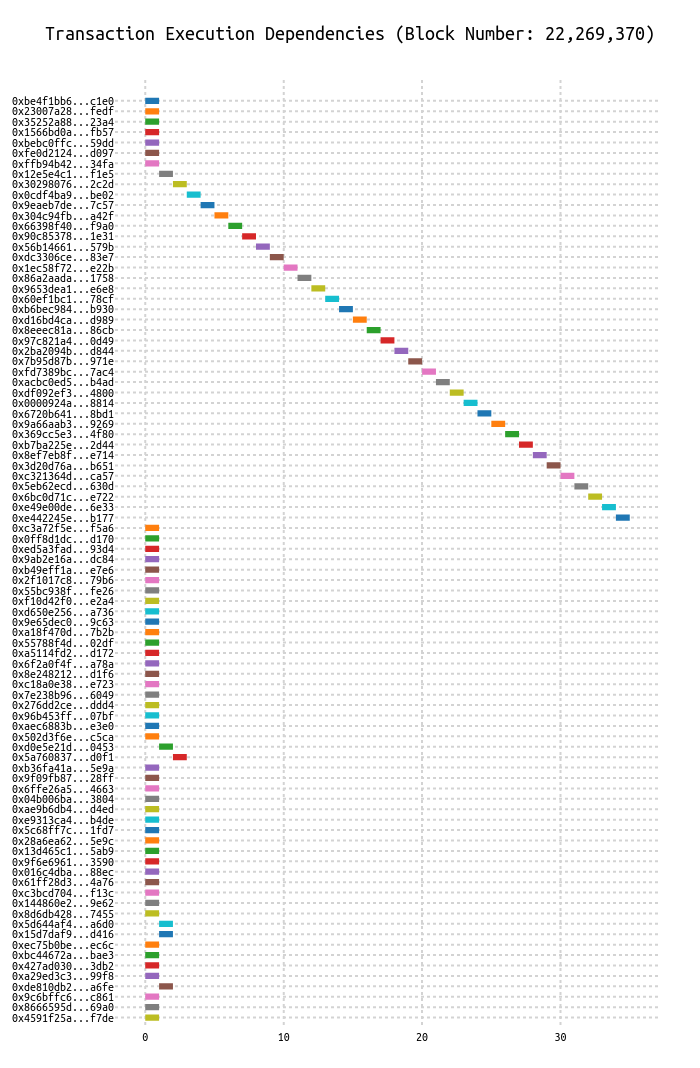 Transaction Execution Dependencies (Block Number: 22,269,370)
0xbe4f1bb6...c1e0
0x23007a28...fedf
0x35252a88...23a4
0x1566bd0a...fb57
0xbebc0ffc...59dd
0xfe0d2124...d097
0xffb94b42...34fa
0x12e5e4c1...f1e5
0x30298076...2c2d
0x0cdf4ba9...be02
0x9eaeb7de...7c57
0x304c94fb...a42f
0x66398f40...f9a0
0x90c85378...1e31
0x56b14661...579b
0xdc3306ce...83e7
0x1ec58f72...e22b
0x86a2aada...1758
0x9653dea1...e6e8
0x60ef1bc1...78cf
0xb6bec984...b930
0xd16bd4ca...d989
0x8eeec81a...86cb
0x97c821a4...0d49
0x2ba2094b...d844
0x7b95d87b...971e
0xfd7389bc...7ac4
0xacbc0ed5...b4ad
0xdf092ef3...4800
0x0000924a...8814
0x6720b641...8bd1
0x9a66aab3...9269
0x369cc5e3...4f80
0xb7ba225e...2d44
0x8ef7eb8f...e714
0x3d20d76a...b651
0xc321364d...ca57
0x5eb62ecd...630d
0x6bc0d71c...e722
0xe49e00de...6e33
0xe442245e...b177
0xc3a72f5e...f5a6
0x0ff8d1dc...d170
0xed5a3fad...93d4
0x9ab2e16a...dc84
0xb49eff1a...e7e6
0x2f1017c8...79b6
0x55bc938f...fe26
0xf10d42f0...e2a4
0xd650e256...a736
0x9e65dec0...9c63
0xa18f470d...7b2b
0x55788f4d...02df
0xa5114fd2...d172
0x6f2a0f4f...a78a
0x8e248212...d1f6
0xc18a0e38...e723
0x7e238b96...6049
0x276dd2ce...ddd4
0x96b453ff...07bf
0xaec6883b...e3e0
0x502d3f6e...c5ca
0xd0e5e21d...0453
0x5a760837...d0f1
0xb36fa41a...5e9a
0x9f09fb87...28ff
0x6ffe26a5...4663
0x04b006ba...3804
0xae9b6db4...d4ed
0xe9313ca4...b4de
0x5c68ff7c...1fd7
0x28a6ea62...5e9c
0x13d465c1...5ab9
0x9f6e6961...3590
0x016c4dba...88ec
0x61ff28d3...4a76
0xc3bcd704...f13c
0x144860e2...9e62
0x8d6db428...7455
0x5d644af4...a6d0
0x15d7daf9...d416
0xec75b0be...ec6c
0xbc44672a...bae3
0x427ad030...3db2
0xa29ed3c3...99f8
0xde810db2...a6fe
0x9c6bffc6...c861
0x8666595d...69a0
0x4591f25a...f7de
0 10 20 30